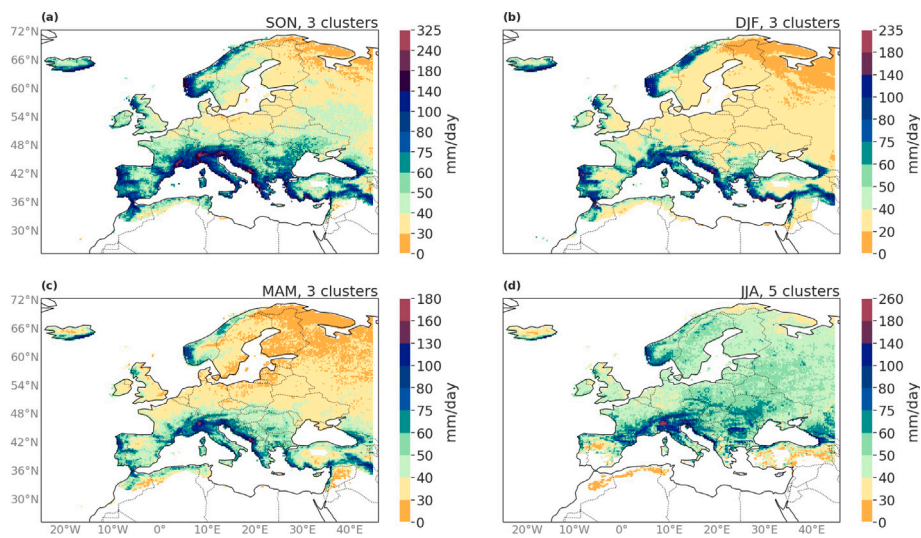 (a) SON, 3 clusters
72°N
66°N
60°N
54°N
48°N
42°N
36°N
30°N
325
240
180
140
100
80
75
60
50
40
30
0
mm/day
(b) DJF, 3 clusters
235
180
140
100
80
75
60
50
40
20
0
mm/day
(c) MAM, 3 clusters
72°N
66°N
60°N
54°N
48°N
42°N
36°N
30°N
20°W 10°W 0° 10°E 20°E 30°E 40°E
180
160
130
100
80
75
60
50
40
30
0
mm/day
(d) JJA, 5 clusters
20°W 10°W 0° 10°E 20°E 30°E 40°E
260
160
130
100
80
75
60
50
40
30
0
mm/day